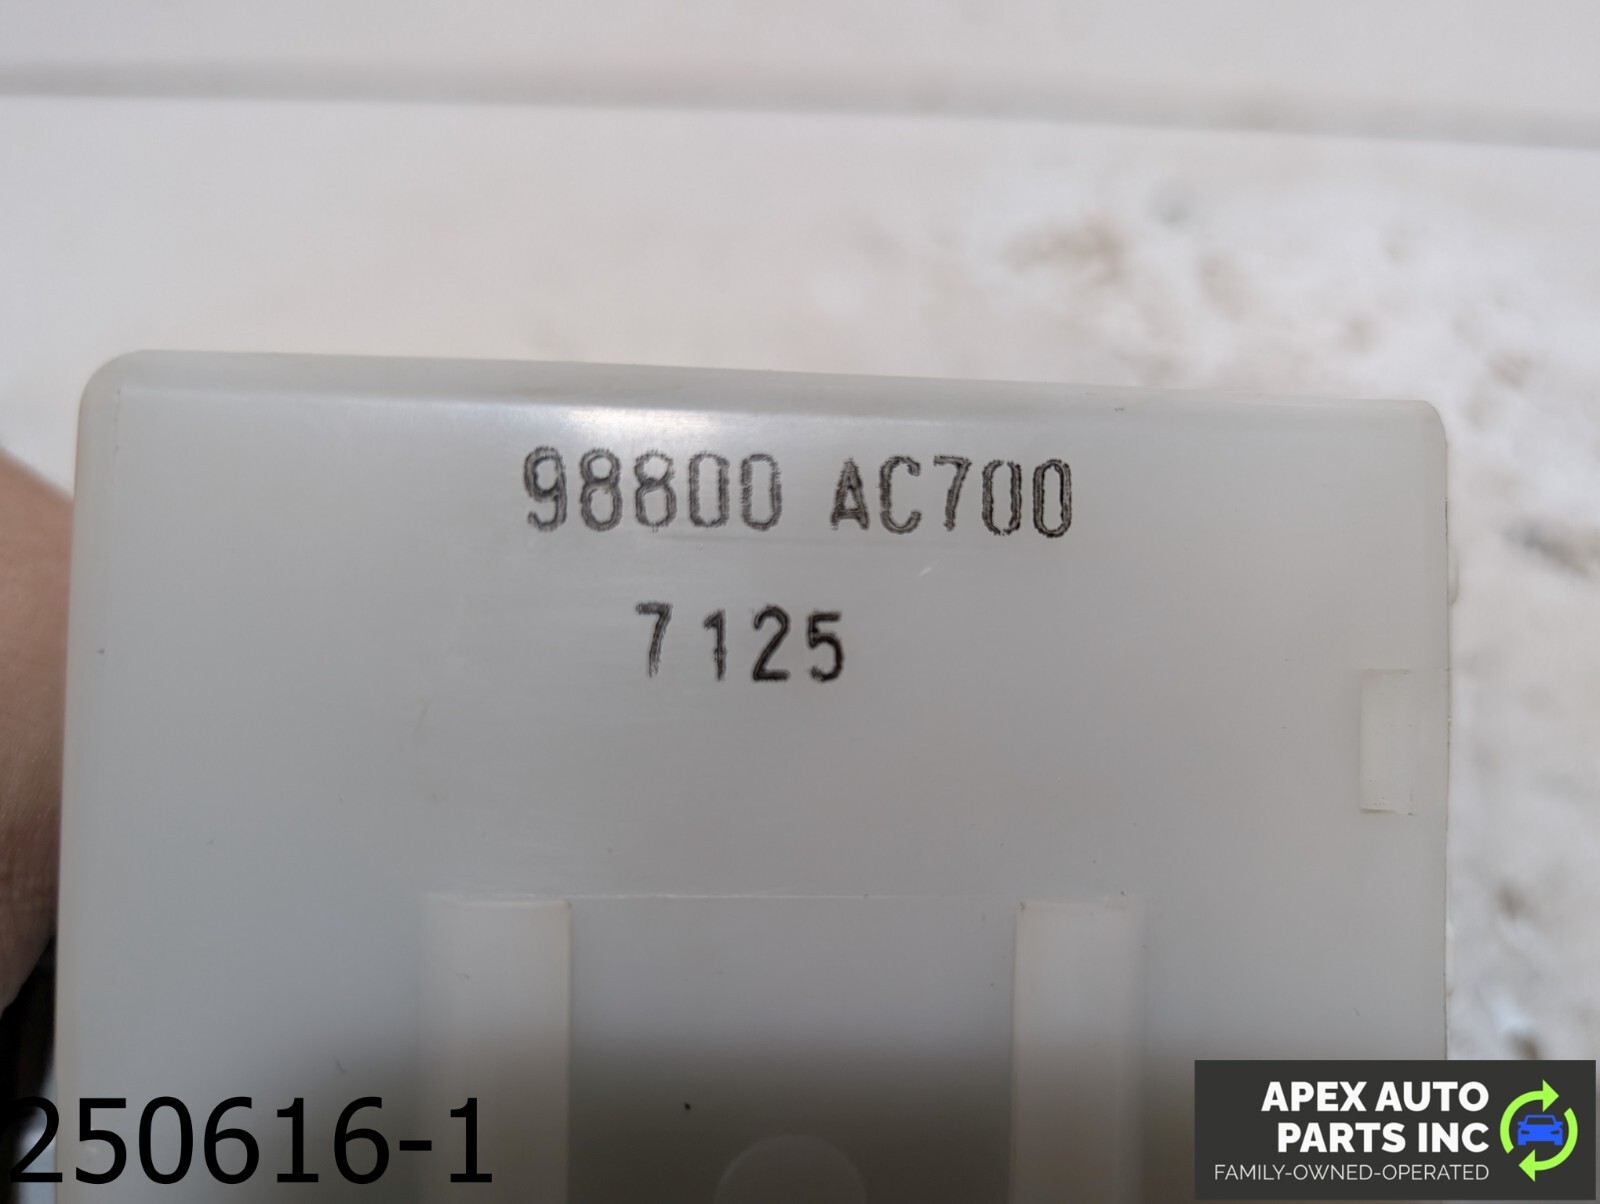 98800 AC700
7125
250616-1
APEX AUTO
PARTS INC
FAMILY-OWNED-OPERATED